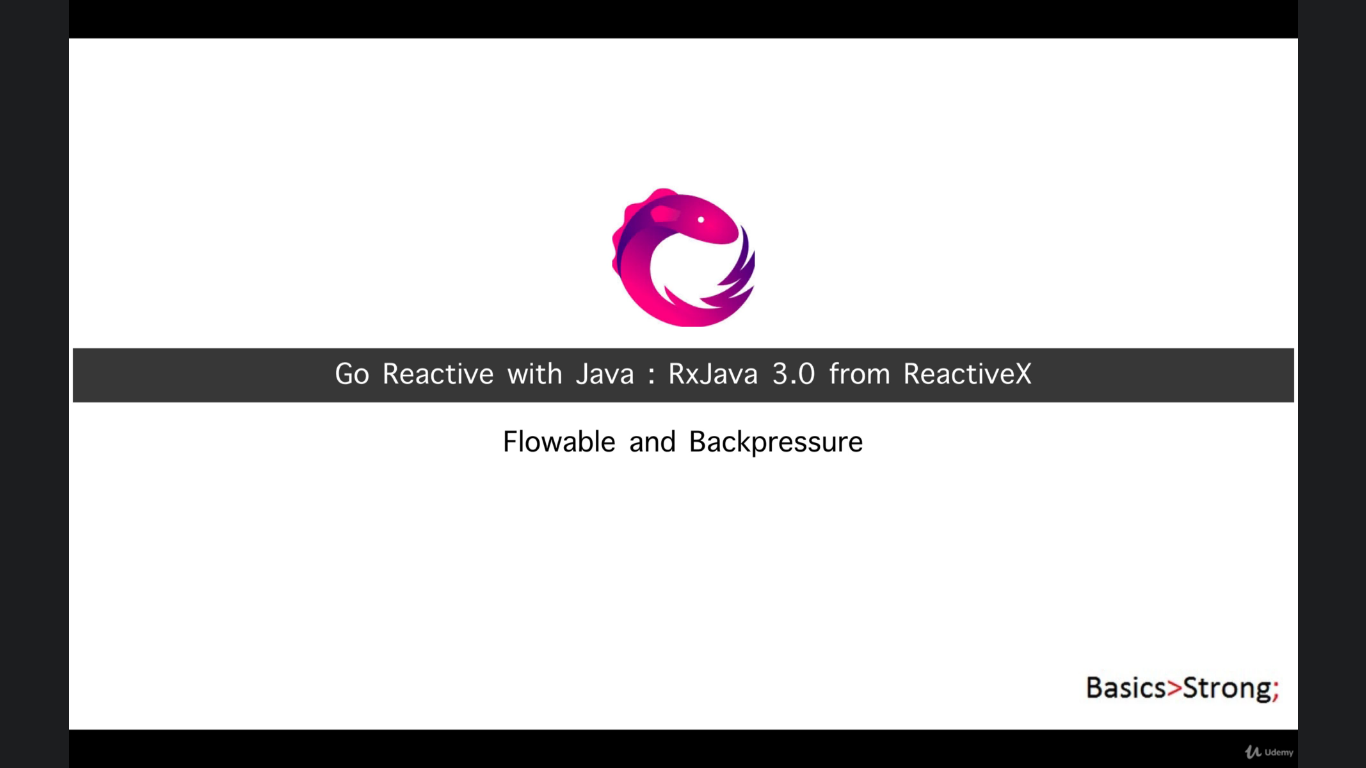 Go Reactive with Java : RxJava 3.0 from ReactiveX
Flowable and Backpressure
Basics>Strong;
Udemy